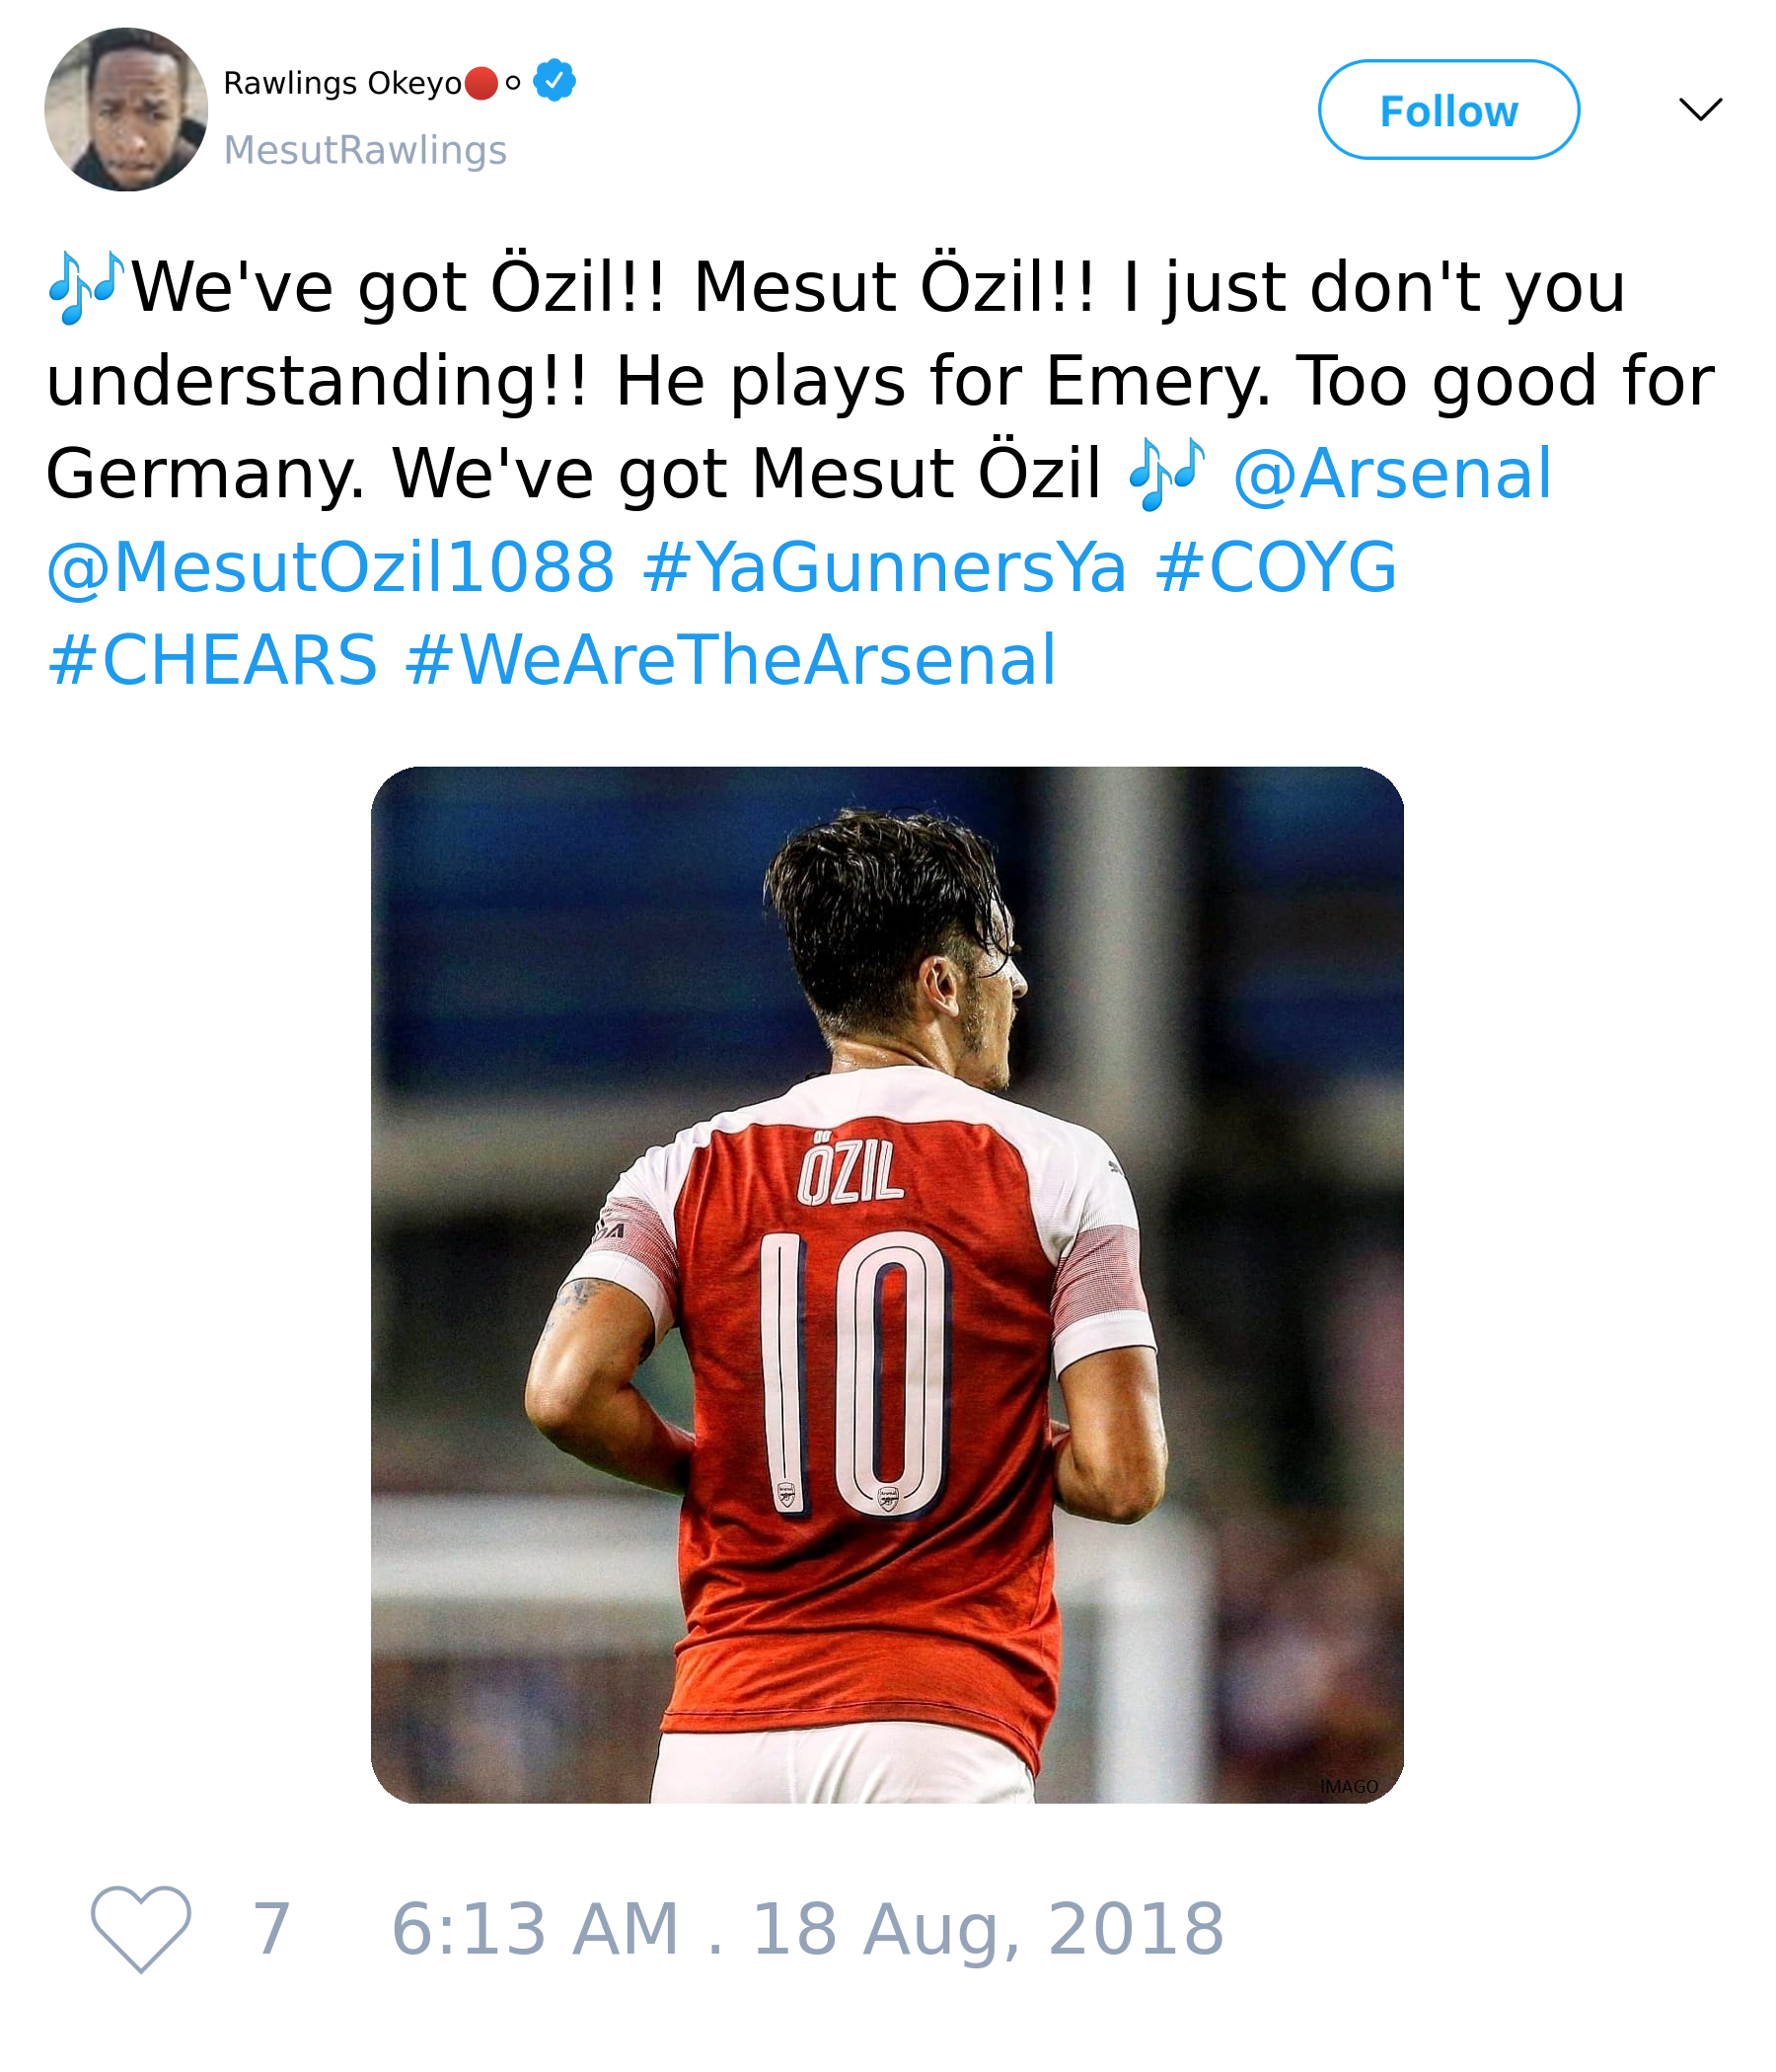 Rawlings Okeyo
MesutRawlings
Follow
🎶We've got Özil!! Mesut Özil!! I just don't you
understanding!! He plays for Emery. Too good for
Germany. We've got Mesut Özil 🎶 @Arsenal
@MesutOzil1088 #YaGunnersYa #COYG
#CHEARS #WeAreTheArsenal
ÖZIL
10
IMAGO
7 6:13 AM . 18 Aug, 2018